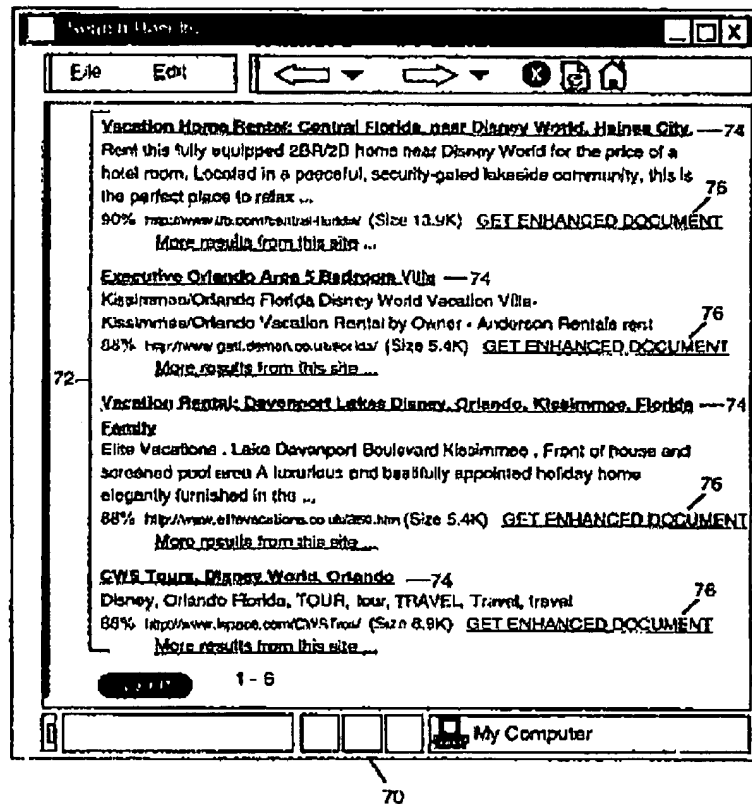 File Edit
Vacation Home Rental: Central Florida, near Disney World, Haines City, 74
Rent this fully equipped 2BR/2B home near Disney World for the price of a
hotel room. Located in a peaceful, security-gated lakeside community, this is
the perfect place to relax ...
76
90% (Size 13.9K) GET ENHANCED DOCUMENT
More results from this site ...
Executive Orlando Area 5 Bedroom Villa 74
Kissimmee/Orlando Florida Disney World Vacation Villa-
76
Kissimmee/Orlando Vacation Rental by Owner - Anderson Rentals rent
88% (Size 5.4K) GET ENHANCED DOCUMENT
More results from this site ...
72
Vacation Rental: Davenport Lakes Disney, Orlando, Kissimmee, Florida 74
Family
Elite Vacations . Lake Davenport Boulevard Kissimmee . Front of house and
screened pool area A luxurious and beatifully appointed holiday home
elegantly furnished in the ...
76
88% (Size 5.4K) GET ENHANCED DOCUMENT
More results from this site ...
CWS Tours, Disney World, Orlando 74
Disney, Orlando Florida, TOUR, tour, TRAVEL, Travel, travel
76
88% (Size 8.9K) GET ENHANCED DOCUMENT
More results from this site ...
1 - 6
My Computer
70